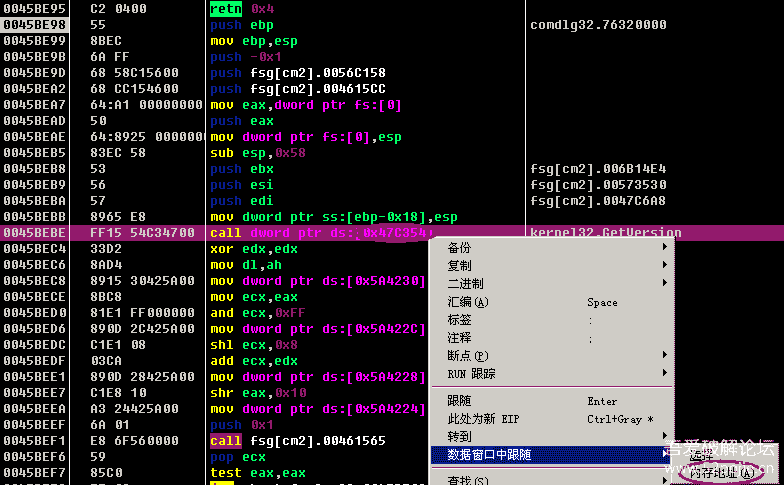 0045BE95 C2 0400 retn 0x4
0045BE98 55 push ebp comdlg32.76320000
0045BE99 8BEC mov ebp,esp
0045BE9B 6A FF push -0x1
0045BE9D 68 58C15600 push fsg[cm2].0056C158
0045BEA2 68 CC154600 push fsg[cm2].004615CC
0045BEA7 64:A1 00000000 mov eax,dword ptr fs:[0]
0045BEAD 50 push eax
0045BEAE 64:8925 0000000 mov dword ptr fs:[0],esp
0045BEB5 83EC 58 sub esp,0x58
0045BEB8 53 push ebx fsg[cm2].006B14E4
0045BEB9 56 push esi fsg[cm2].00573530
0045BEBA 57 push edi fsg[cm2].0047C6A8
0045BEBB 8965 E8 mov dword ptr ss:[ebp-0x18],esp
0045BEBE FF15 54C34700 call dword ptr ds:[0x47C354] kernel32.GetVersion
0045BEC4 33D2 xor edx,edx
0045BEC6 8AD4 mov dl,ah
0045BEC8 8915 30425A00 mov dword ptr ds:[0x5A4230]
0045BECE 8BC8 mov ecx,eax
0045BED0 81E1 FF000000 and ecx,0xFF
0045BED6 890D 2C425A00 mov dword ptr ds:[0x5A422C]
0045BEDC C1E1 08 shl ecx,0x8
0045BEDF 03CA add ecx,edx
0045BEE1 890D 28425A00 mov dword ptr ds:[0x5A4228]
0045BEE7 C1E8 10 shr eax,0x10
0045BEEA A3 24425A00 mov dword ptr ds:[0x5A4224]
0045BEEF 6A 01 push 0x1
0045BEF1 E8 6F560000 call fsg[cm2].00461565
0045BEF6 59 pop ecx
0045BEF7 85C0 test eax,eax
备份
复制
二进制
汇编(A) Space
标签 :
注释 ;
断点(P)
RUN 跟踪
跟随 Enter
此处为新 EIP Ctrl+Gray *
转到
数据窗口中跟随
查找(S)
选择
内存地址(A)
吾爱破解论坛